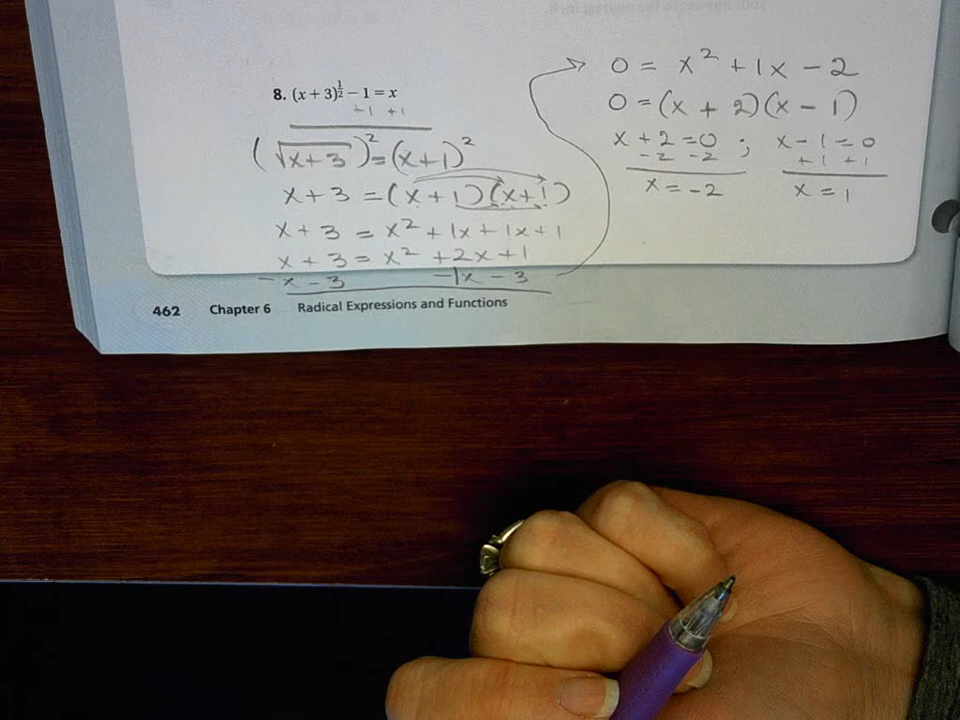 8. (x + 3)^½ − 1 = x
+1 +1
(√x+3)² = (x+1)²
x + 3 = (x + 1)(x+1)
x + 3 = x² + 1x + 1x + 1
x + 3 = x² + 2x + 1
− x − 3 −1x − 3
462 Chapter 6 Radical Expressions and Functions
0 = x² + 1x − 2
0 = (x + 2)(x − 1)
x + 2 = 0 ; x − 1 = 0
−2 −2 +1 +1
x = −2 x = 1